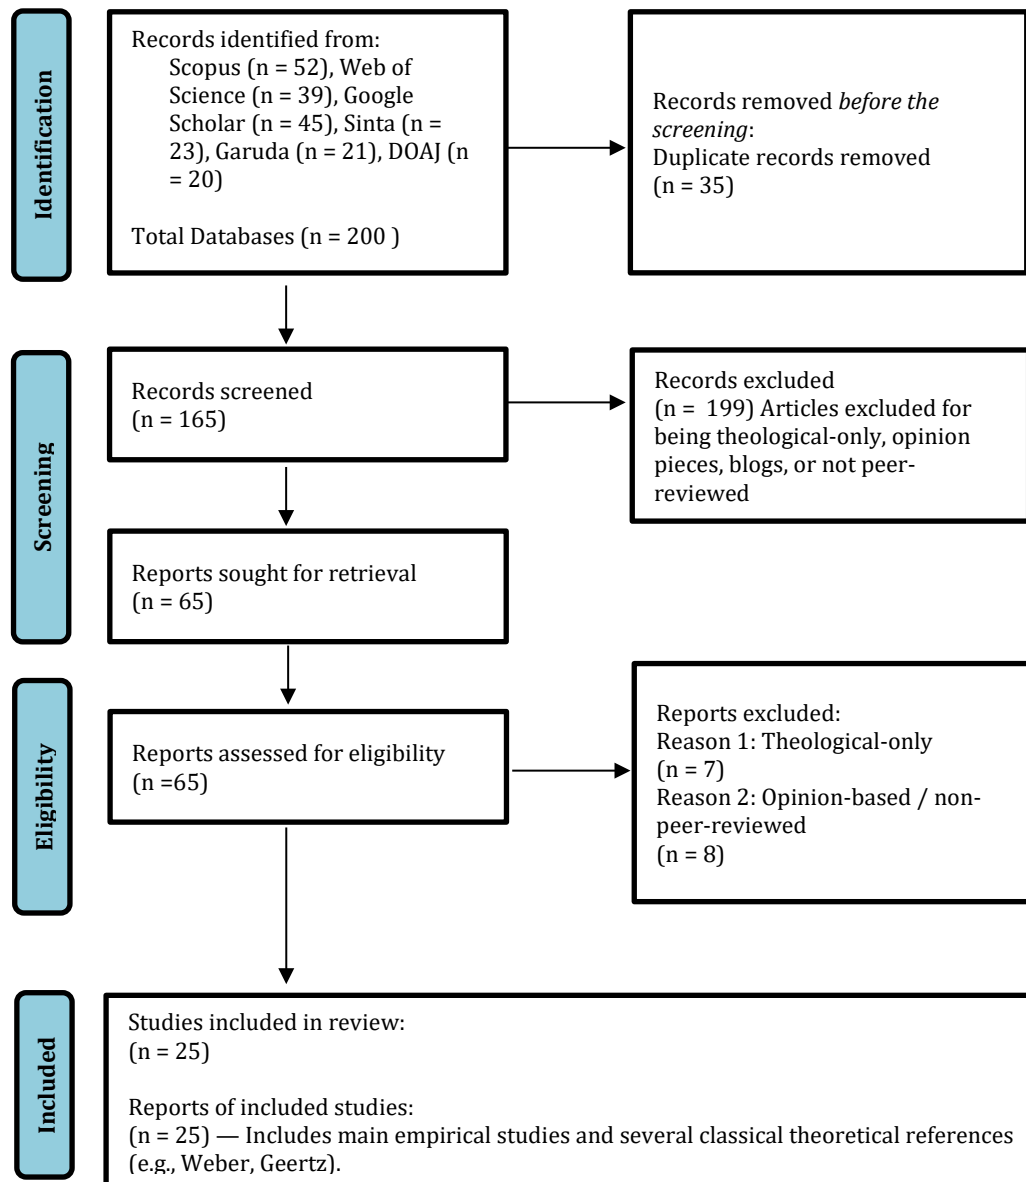 Identification
Records identified from:
Scopus (n = 52), Web of
Science (n = 39), Google
Scholar (n = 45), Sinta (n =
23), Garuda (n = 21), DOAJ (n
= 20)
Total Databases (n = 200 )
Records removed before the
screening:
Duplicate records removed
(n = 35)
Screening
Records screened
(n = 165)
Records excluded
(n = 199) Articles excluded for
being theological-only, opinion
pieces, blogs, or not peer-
reviewed
Reports sought for retrieval
(n = 65)
Eligibility
Reports assessed for eligibility
(n =65)
Reports excluded:
Reason 1: Theological-only
(n = 7)
Reason 2: Opinion-based / non-
peer-reviewed
(n = 8)
Included
Studies included in review:
(n = 25)
Reports of included studies:
(n = 25) — Includes main empirical studies and several classical theoretical references
(e.g., Weber, Geertz).